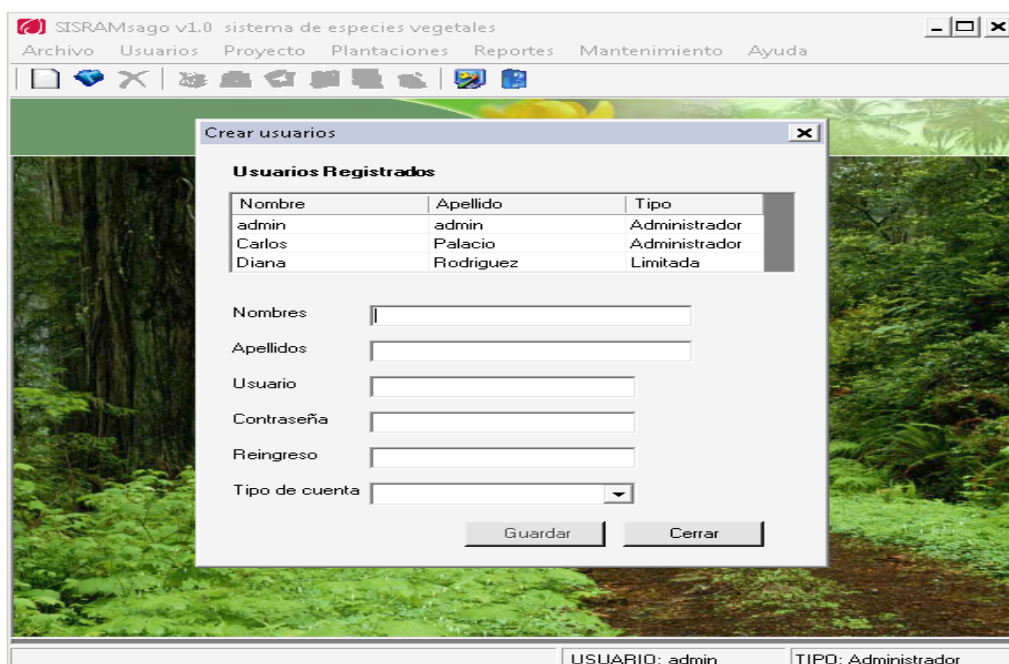 SISRAMsago v1.0 sistema de especies vegetales
Archivo Usuarios Proyecto Plantaciones Reportes Mantenimiento Ayuda
Crear usuarios
Usuarios Registrados
Nombre Apellido Tipo
admin admin Administrador
Carlos Palacio Administrador
Diana Rodriguez Limitada
Nombres
Apellidos
Usuario
Contraseña
Reingreso
Tipo de cuenta
Guardar Cerrar
USUARIO: admin TIPO: Administrador